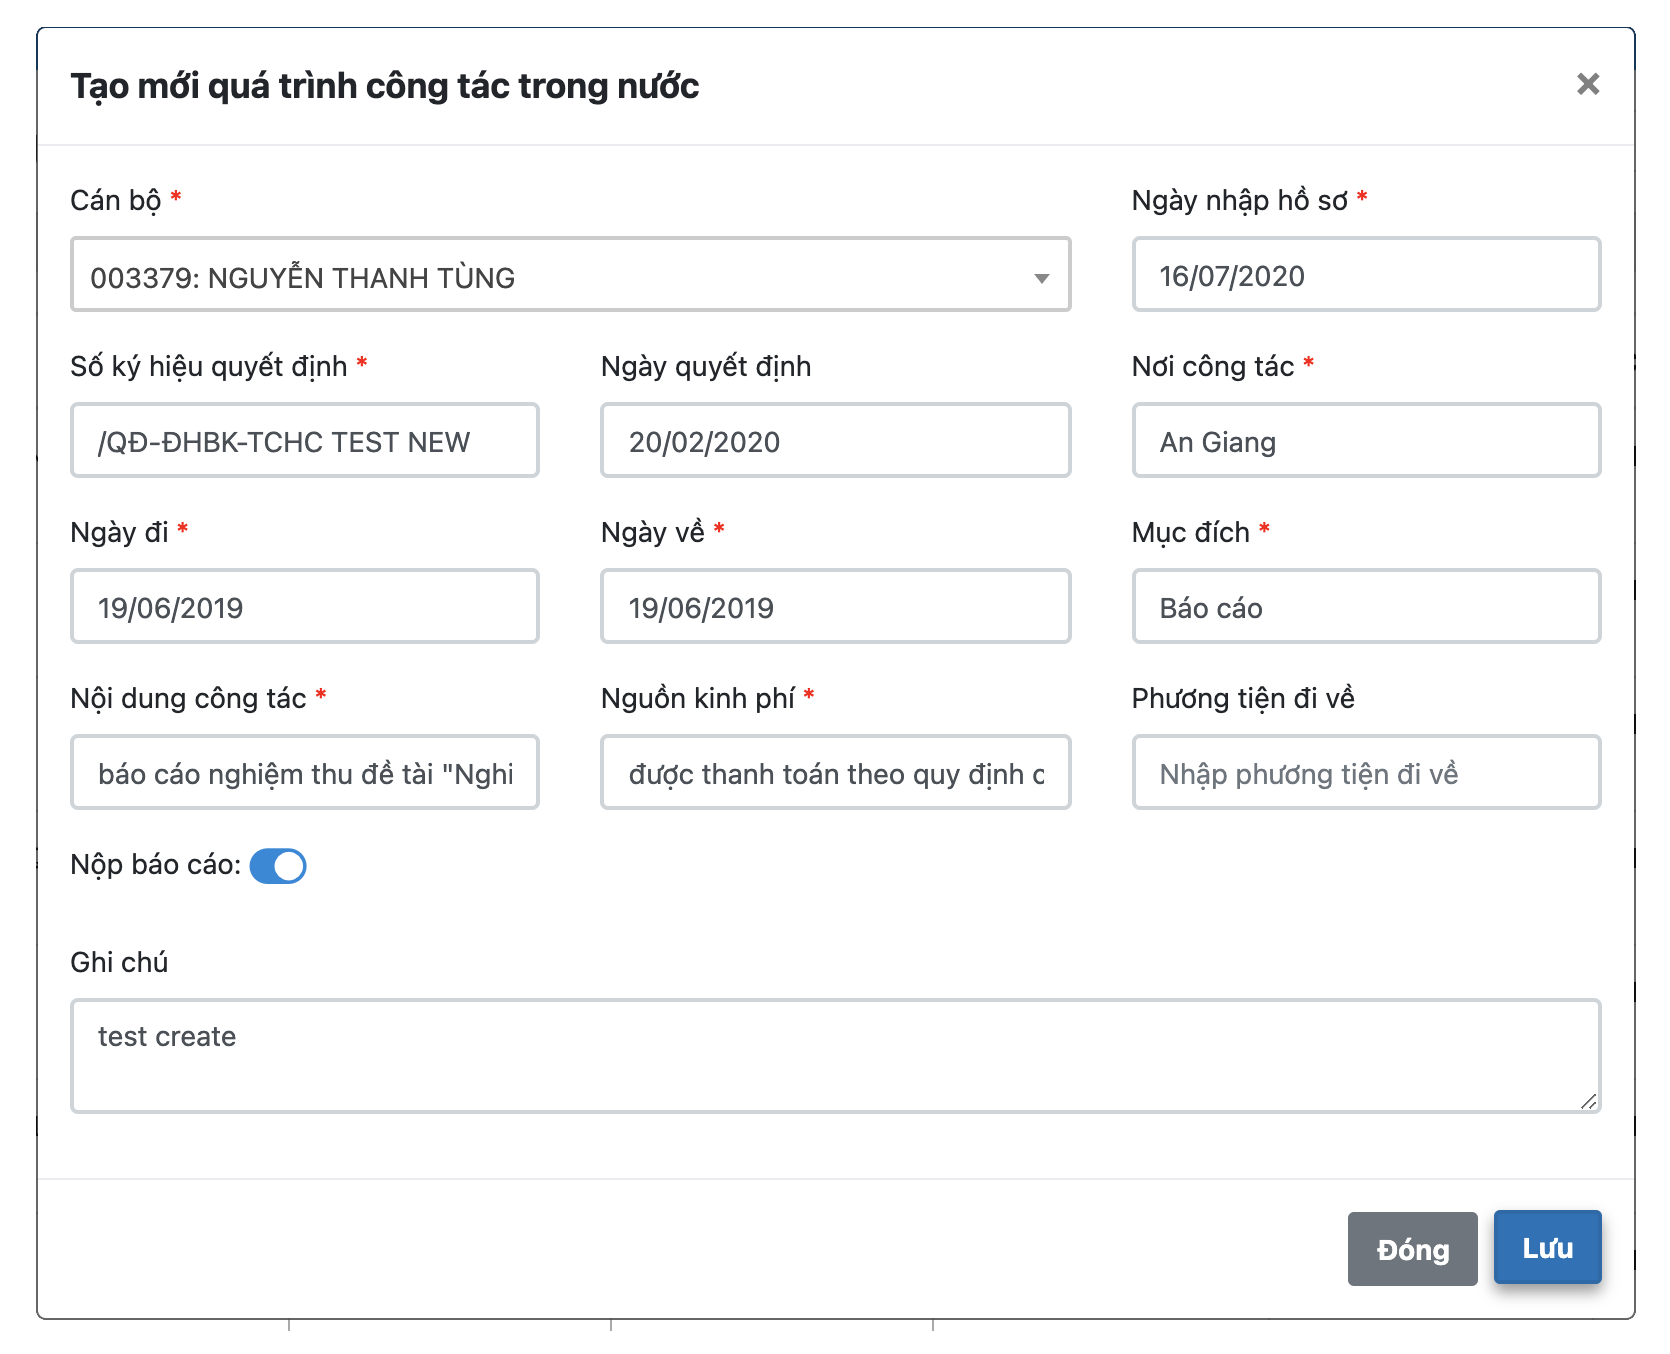 Tạo mới quá trình công tác trong nước
×
Cán bộ *
Ngày nhập hồ sơ *
003379: NGUYỄN THANH TÙNG
16/07/2020
Số ký hiệu quyết định *
Ngày quyết định
Nơi công tác *
/QĐ-ĐHBK-TCHC TEST NEW
20/02/2020
An Giang
Ngày đi *
Ngày về *
Mục đích *
19/06/2019
19/06/2019
Báo cáo
Nội dung công tác *
Nguồn kinh phí *
Phương tiện đi về
báo cáo nghiệm thu đề tài "Nghi
được thanh toán theo quy định c
Nhập phương tiện đi về
Nộp báo cáo:
Ghi chú
test create
Đóng
Lưu